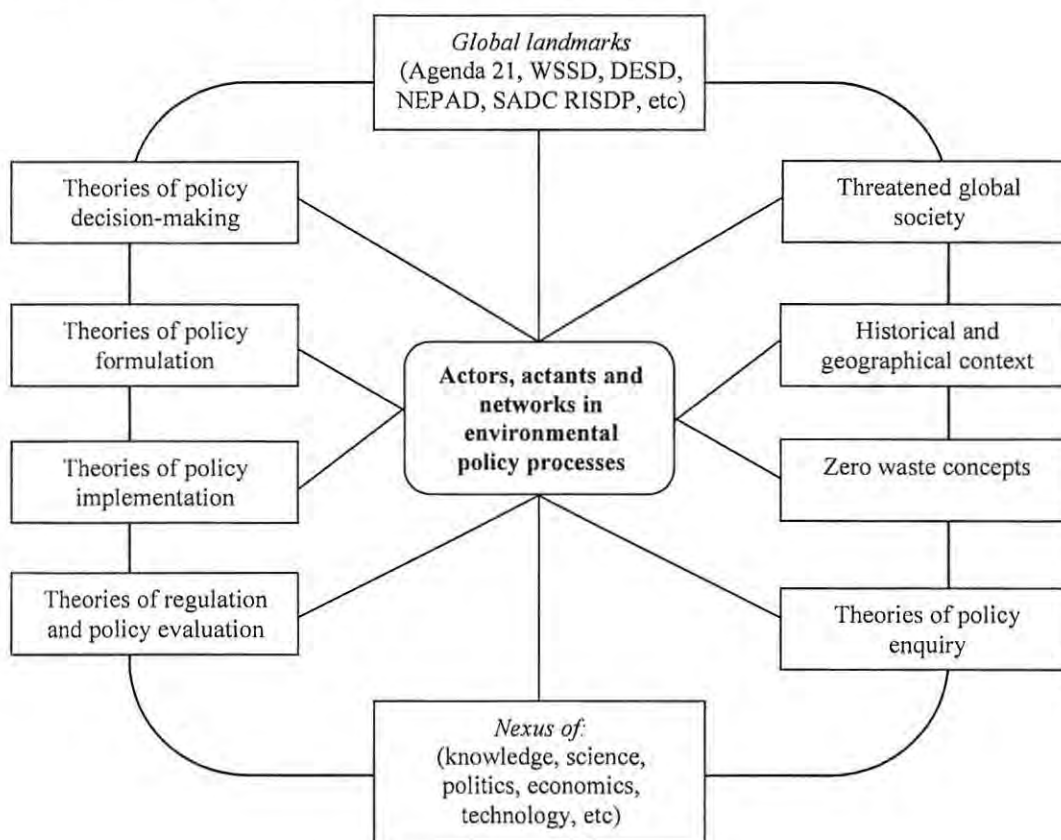 Global landmarks
(Agenda 21, WSSD, DESD,
NEPAD, SADC RISDP, etc)
Theories of policy
decision-making
Threatened global
society
Theories of policy
formulation
Historical and
geographical context
Actors, actants and
networks in
environmental
policy processes
Theories of policy
implementation
Zero waste concepts
Theories of regulation
and policy evaluation
Theories of policy
enquiry
Nexus of:
(knowledge, science,
politics, economics,
technology, etc)